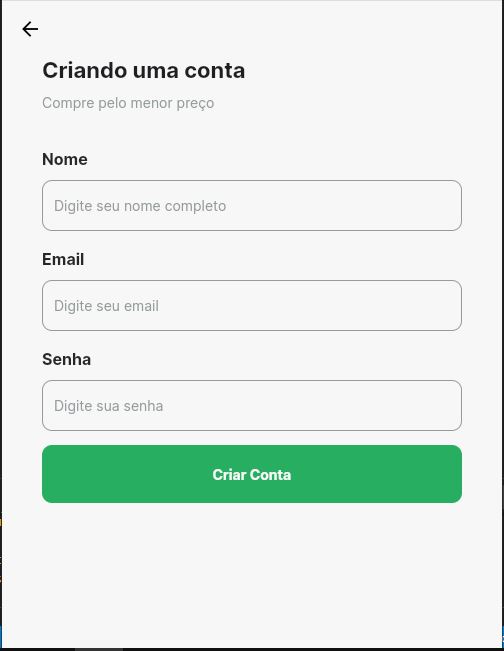 Criando uma conta
Compre pelo menor preço
Nome
Digite seu nome completo
Email
Digite seu email
Senha
Digite sua senha
Criar Conta